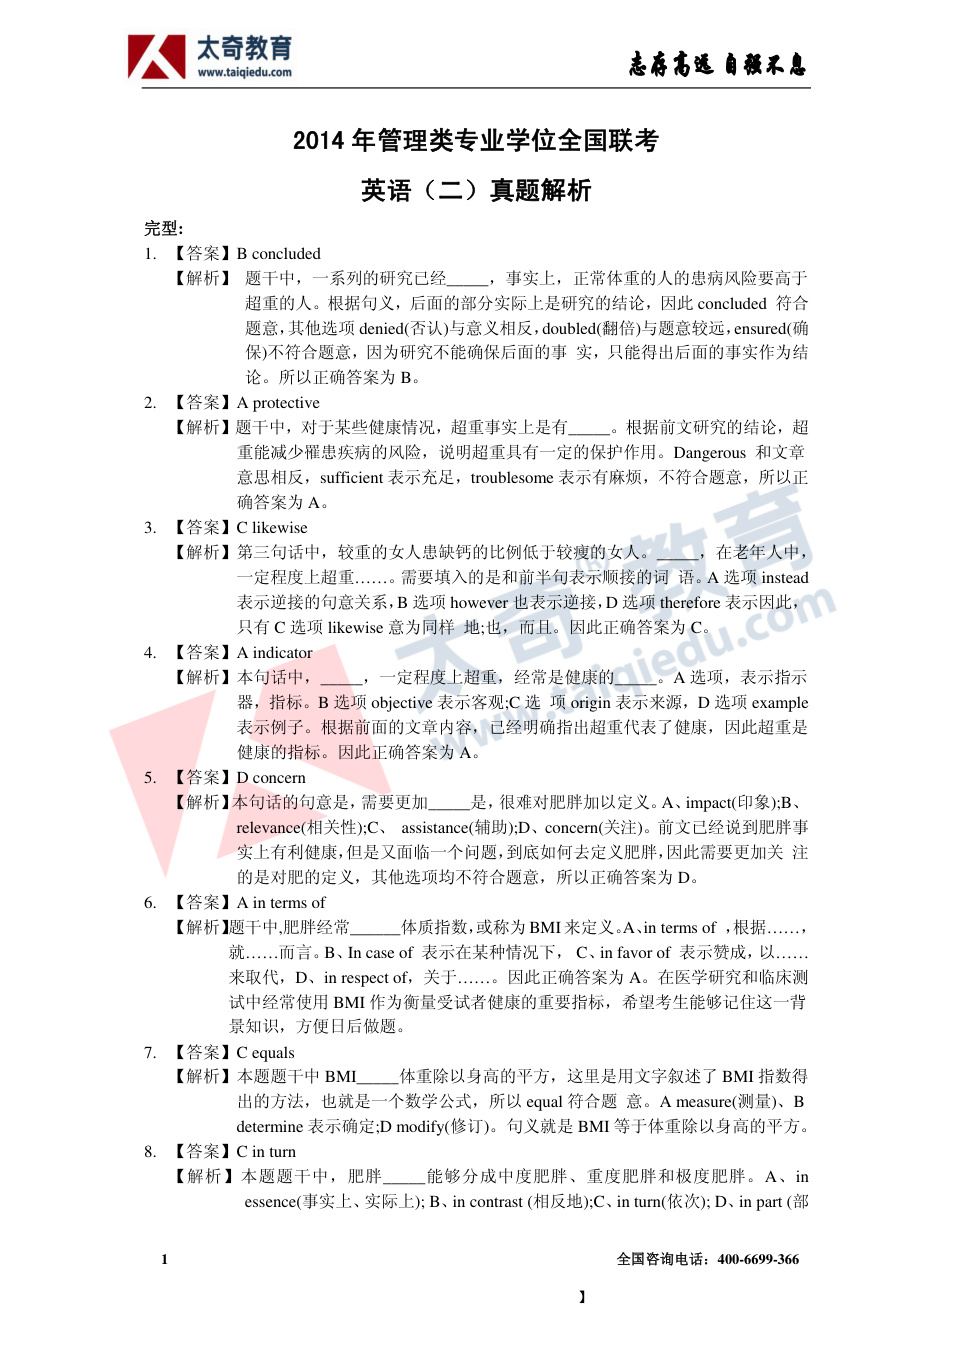 太奇教育
www.taiqiedu.com
志存高远 自强不息
2014 年管理类专业学位全国联考
英语（二）真题解析
完型:
1. 【答案】B concluded
【解析】 题干中，一系列的研究已经_____，事实上，正常体重的人的患病风险要高于
超重的人。根据句义，后面的部分实际上是研究的结论，因此 concluded 符合
题意,其他选项 denied(否认)与意义相反,doubled(翻倍)与题意较远,ensured(确
保)不符合题意，因为研究不能确保后面的事 实，只能得出后面的事实作为结
论。所以正确答案为 B。
2. 【答案】A protective
【解析】题干中，对于某些健康情况，超重事实上是有_____。根据前文研究的结论，超
重能减少罹患疾病的风险，说明超重具有一定的保护作用。Dangerous 和文章
意思相反，sufficient 表示充足，troublesome 表示有麻烦，不符合题意，所以正
确答案为 A。
3. 【答案】C likewise
【解析】第三句话中，较重的女人患缺钙的比例低于较瘦的女人。_____，在老年人中，
一定程度上超重……。需要填入的是和前半句表示顺接的词 语。A 选项 instead
表示逆接的句意关系，B 选项 however 也表示逆接，D 选项 therefore 表示因此，
只有 C 选项 likewise 意为同样 地;也，而且。因此正确答案为 C。
4. 【答案】A indicator
【解析】本句话中，_____，一定程度上超重，经常是健康的_____。A 选项，表示指示
器，指标。B 选项 objective 表示客观;C 选 项 origin 表示来源，D 选项 example
表示例子。根据前面的文章内容，已经明确指出超重代表了健康，因此超重是
健康的指标。因此正确答案为 A。
5. 【答案】D concern
【解析】本句话的句意是，需要更加_____是，很难对肥胖加以定义。A、impact(印象);B、
relevance(相关性);C、 assistance(辅助);D、concern(关注)。前文已经说到肥胖事
实上有利健康，但是又面临一个问题，到底如何去定义肥胖，因此需要更加关 注
的是对肥的定义，其他选项均不符合题意，所以正确答案为 D。
6. 【答案】A in terms of
【解析】题干中,肥胖经常______体质指数，或称为 BMI 来定义。A、in terms of ，根据……，
就……而言。B、In case of 表示在某种情况下， C、in favor of 表示赞成，以……
来取代，D、in respect of，关于……。因此正确答案为 A。在医学研究和临床测
试中经常使用 BMI 作为衡量受试者健康的重要指标，希望考生能够记住这一背
景知识，方便日后做题。
7. 【答案】C equals
【解析】本题题干中 BMI_____体重除以身高的平方，这里是用文字叙述了 BMI 指数得
出的方法，也就是一个数学公式，所以 equal 符合题 意。A measure(测量)、B
determine 表示确定;D modify(修订)。句义就是 BMI 等于体重除以身高的平方。
8. 【答案】C in turn
【解析】本题题干中，肥胖_____能够分成中度肥胖、重度肥胖和极度肥胖。A、in
essence(事实上、实际上); B、in contrast (相反地);C、in turn(依次); D、in part (部
太奇教育
www.taiqiedu.com
1 全国咨询电话：400-6699-366
】